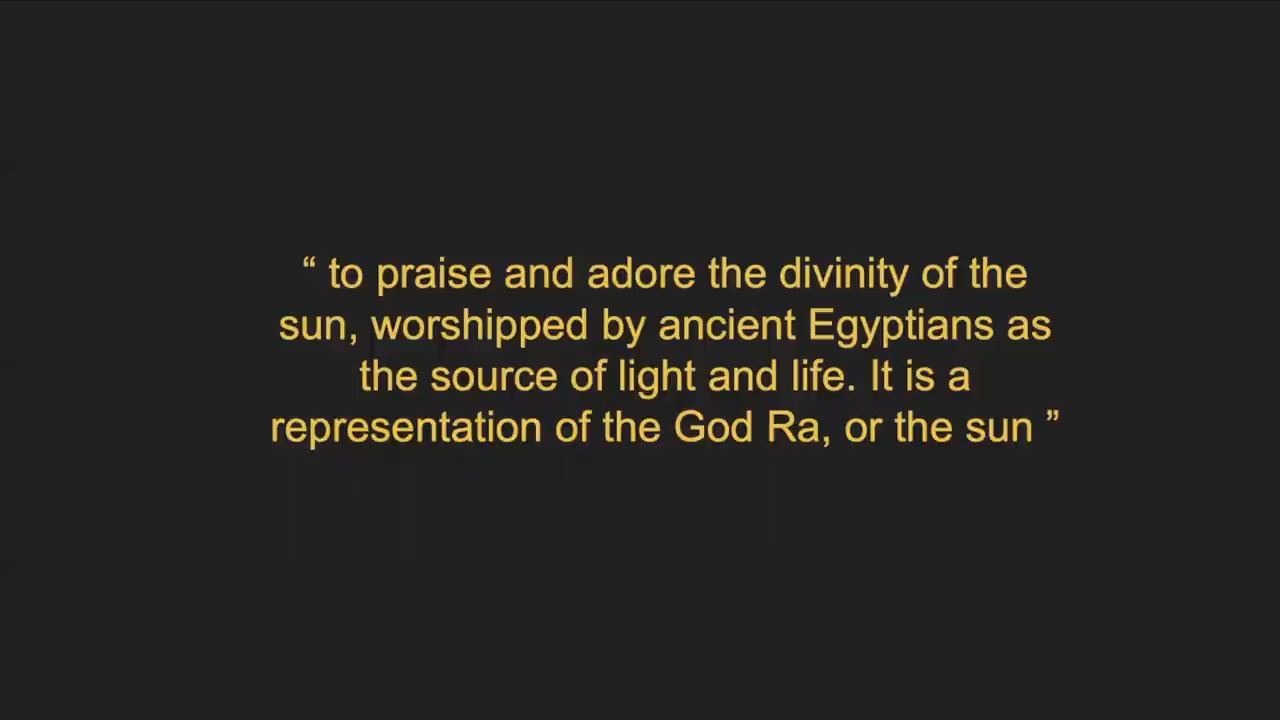 “ to praise and adore the divinity of the
sun, worshipped by ancient Egyptians as
the source of light and life. It is a
representation of the God Ra, or the sun ”